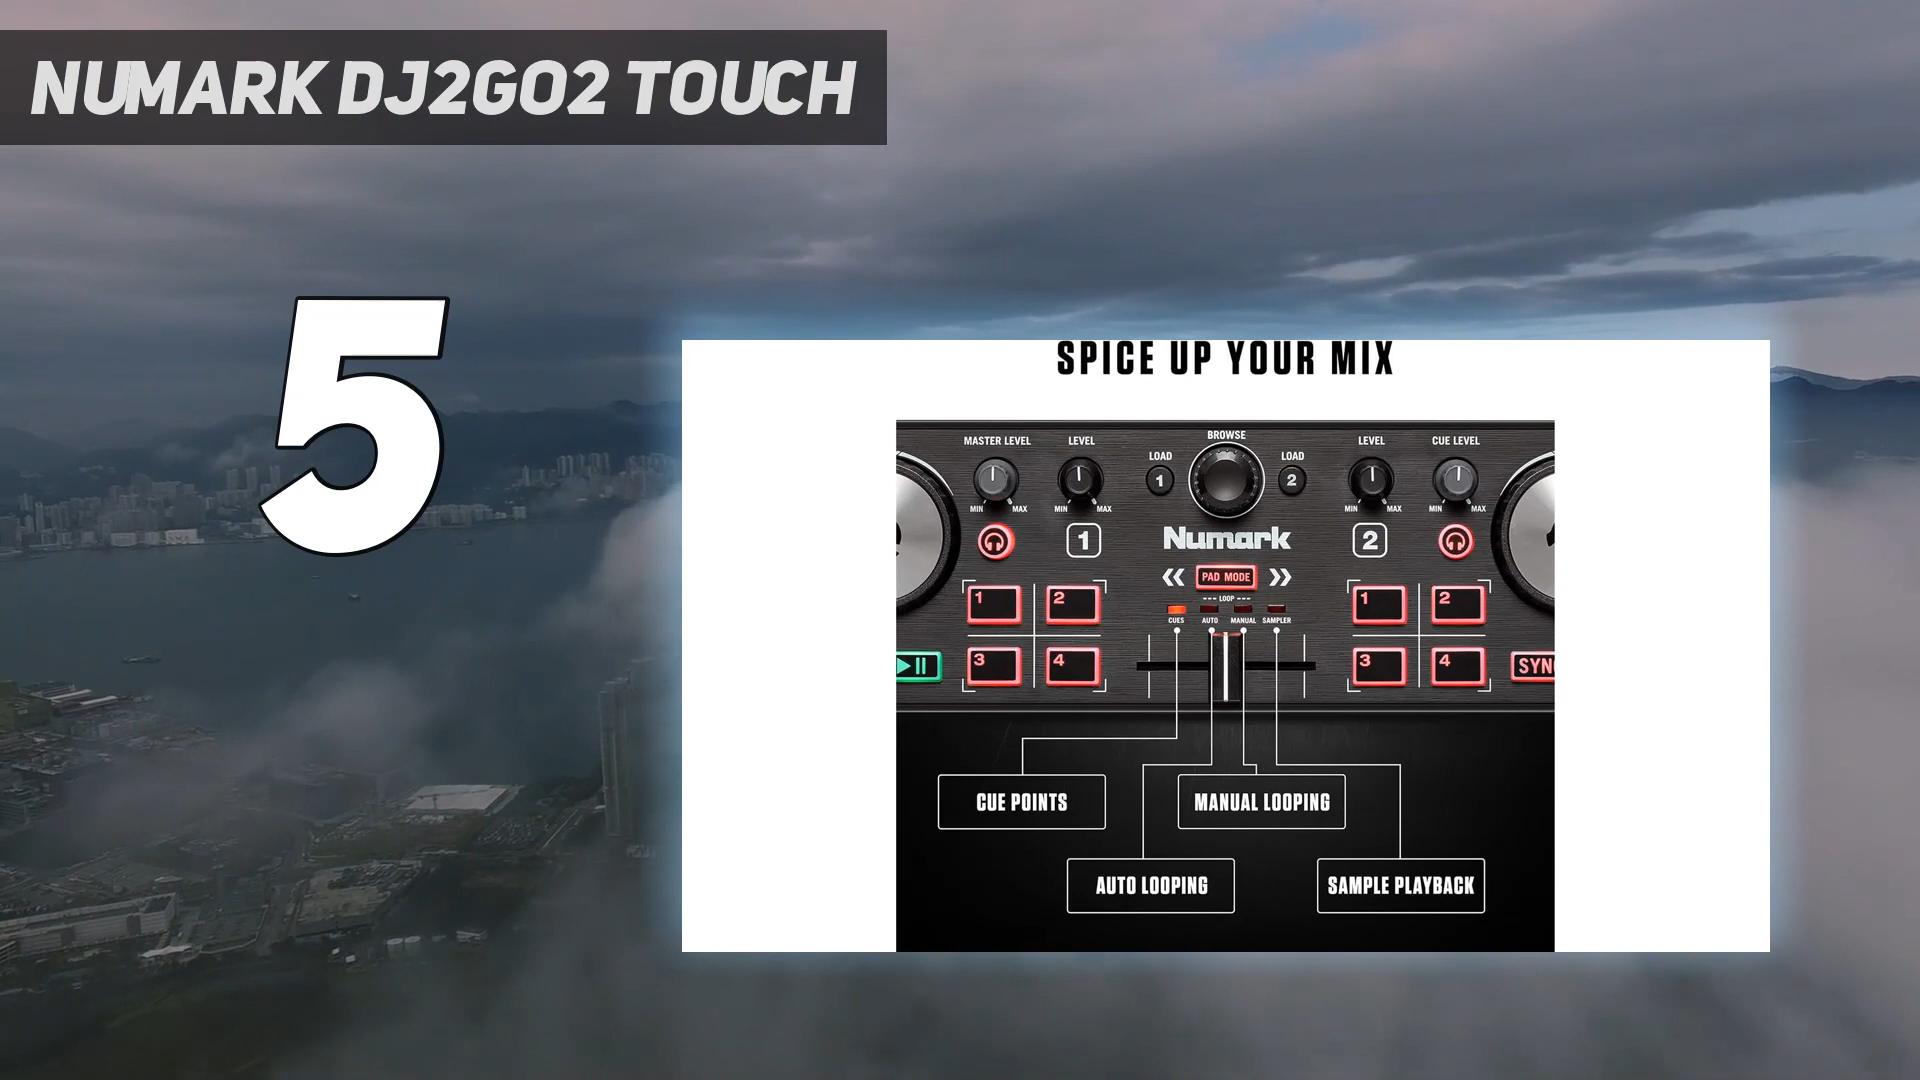 NUMARK DJ2GO2 TOUCH
5
SPICE UP YOUR MIX
MASTER LEVEL LEVEL BROWSE LEVEL CUE LEVEL
LOAD LOAD
1 2
MIN MAX MIN MAX MIN MAX MIN MAX
1 Numark 2
PAD MODE
1 2 1 2
LOOP
CUES AUTO MANUAL SAMPLER
3 4 3 4 SYN
CUE POINTS MANUAL LOOPING
AUTO LOOPING SAMPLE PLAYBACK